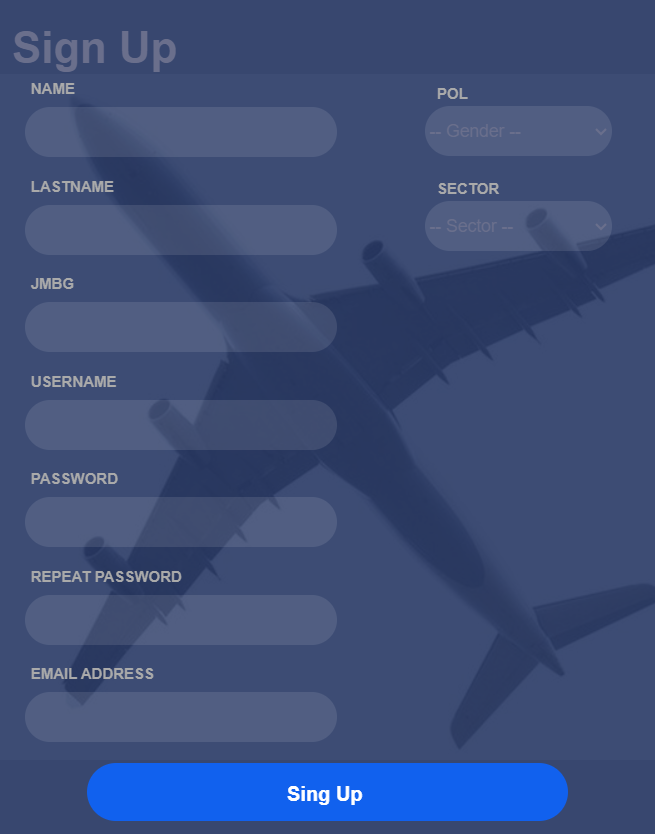 Sign Up
NAME
LASTNAME
JMBG
USERNAME
PASSWORD
REPEAT PASSWORD
EMAIL ADDRESS
POL
-- Gender --
SECTOR
-- Sector --
Sing Up